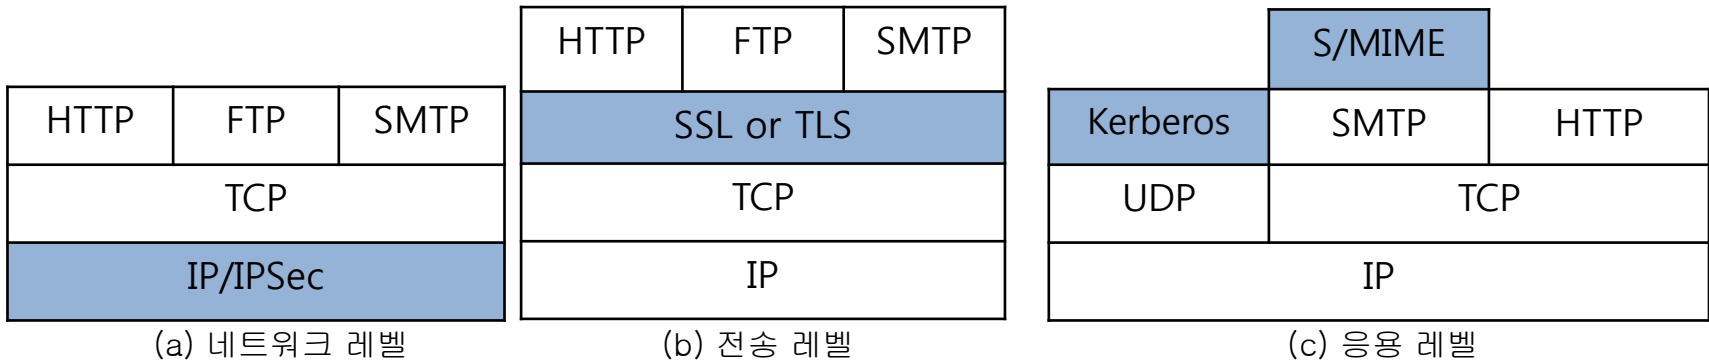 HTTP FTP SMTP
TCP
IP/IPSec
(a) 네트워크 레벨
HTTP FTP SMTP
SSL or TLS
TCP
IP
(b) 전송 레벨
S/MIME
Kerberos SMTP HTTP
UDP TCP
IP
(c) 응용 레벨